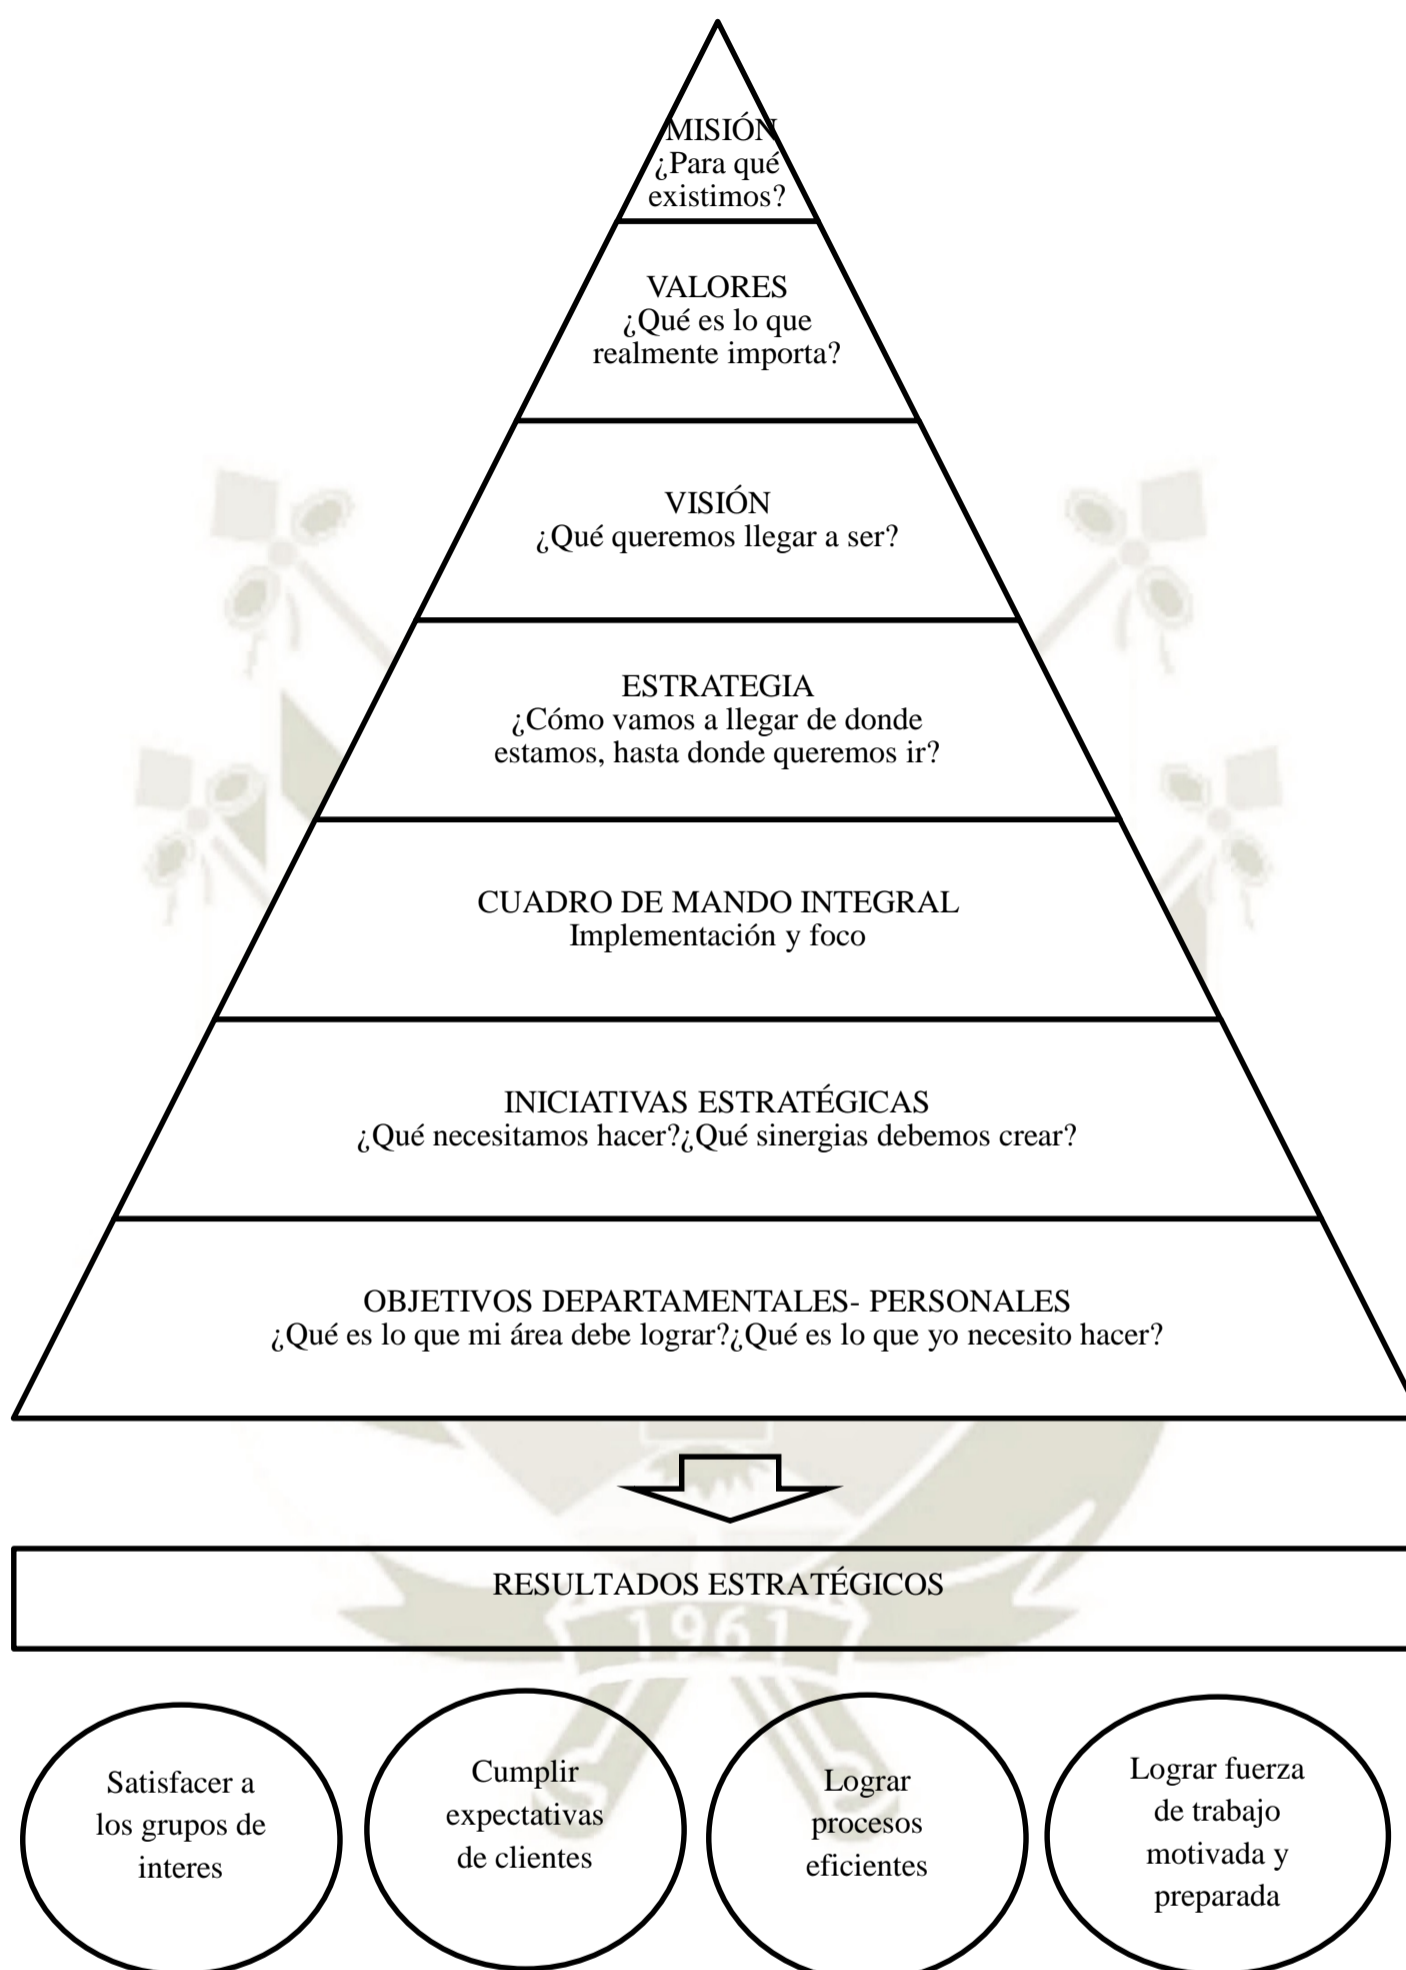 MISIÓN
¿Para qué
existimos?
VALORES
¿Qué es lo que
realmente importa?
VISIÓN
¿Qué queremos llegar a ser?
ESTRATEGIA
¿Cómo vamos a llegar de donde
estamos, hasta donde queremos ir?
CUADRO DE MANDO INTEGRAL
Implementación y foco
INICIATIVAS ESTRATÉGICAS
¿Qué necesitamos hacer?¿Qué sinergias debemos crear?
OBJETIVOS DEPARTAMENTALES- PERSONALES
¿Qué es lo que mi área debe lograr?¿Qué es lo que yo necesito hacer?
RESULTADOS ESTRATÉGICOS
1961
Satisfacer a
los grupos de
interes
Cumplir
expectativas
de clientes
Lograr
procesos
eficientes
Lograr fuerza
de trabajo
motivada y
preparada